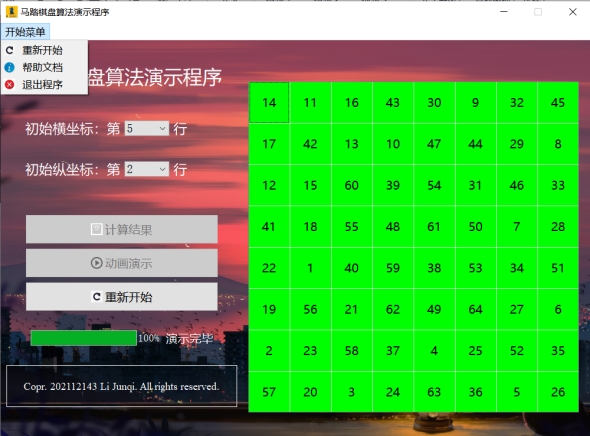 马踏棋盘算法演示程序
开始菜单
重新开始
帮助文档
退出程序
盘算法演示程序
初始横坐标：第 5 行
初始纵坐标：第 2 行
计算结果
动画演示
重新开始
100% 演示完毕
Copr. 202112143 Li Junqi. All rights reserved.
14 11 16 43 30 9 32 45
17 42 13 10 47 44 29 8
12 15 60 39 54 31 46 33
41 18 55 48 61 50 7 28
22 1 40 59 38 53 34 51
19 56 21 62 49 64 27 6
2 23 58 37 4 25 52 35
57 20 3 24 63 36 5 26